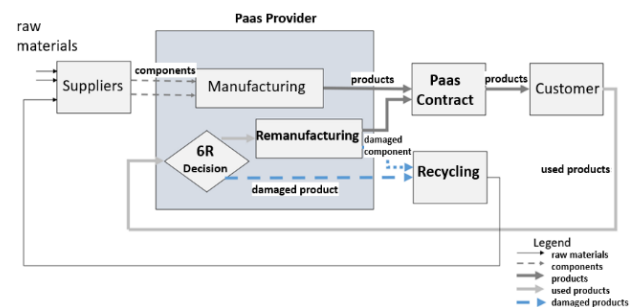 Paas Provider
raw
materials
components
Suppliers
Manufacturing
products
Paas
Contract
products
Customer
Remanufacturing
damaged
component
6R
Decision
damaged product
Recycling
used products
Legend
raw materials
components
products
used products
damaged products